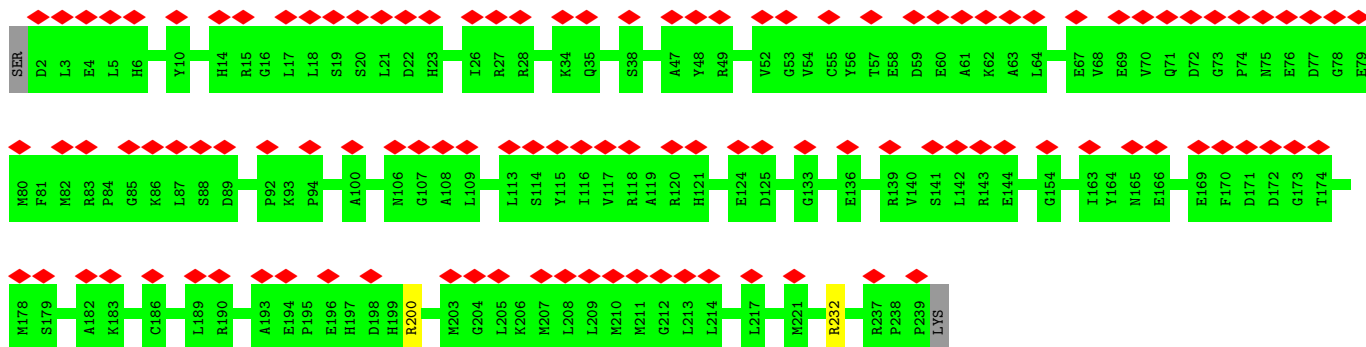 SER D2 L3 E4 L5 H6 Y10 H14 R15 G16 L17 L18 S19 S20 L21 D22 H23 I26 R27 R28 K34 Q35 S38 A47 Y48 R49 V52 G53 V54 C55 Y56 T57 E58 D59 E60 A61 K62 A63 L64 E67 V68 E69 V70 Q71 D72 G73 P74 N75 E76 D77 G78 E79
M80 F81 M82 R83 P84 G85 K86 L87 S88 D89 P92 K93 P94 A100 N106 G107 A108 L109 L113 S114 Y115 I116 V117 R118 A119 R120 H121 E124 D125 G133 E136 R139 V140 S141 L142 R143 E144 G154 I163 Y164 N165 E166 E169 F170 D171 D172 G173 T174
M178 S179 A182 K183 C186 L189 R190 A193 E194 P195 E196 H197 D198 H199 R200 M203 G204 L205 K206 M207 L208 L209 M210 M211 G212 L213 L214 L217 M221 R232 R237 P238 P239 LYS